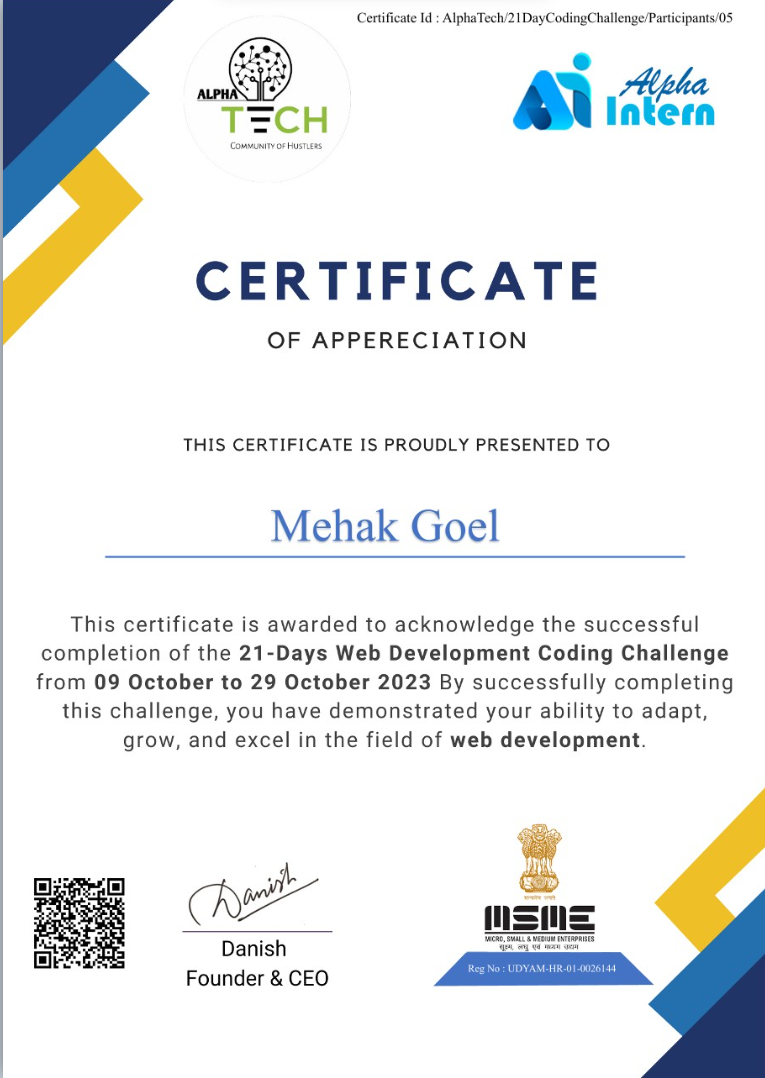 Certificate Id : AlphaTech/21DayCodingChallenge/Participants/05
ALPHA
TECH
COMMUNITY OF HUSTLERS
Ai Alpha
Intern
CERTIFICATE
OF APPERECIATION
THIS CERTIFICATE IS PROUDLY PRESENTED TO
Mehak Goel
This certificate is awarded to acknowledge the successful
completion of the 21-Days Web Development Coding Challenge
from 09 October to 29 October 2023 By successfully completing
this challenge, you have demonstrated your ability to adapt,
grow, and excel in the field of web development.
Danish
Danish
Founder & CEO
सत्यमेव जयते
MSME
MICRO, SMALL & MEDIUM ENTERPRISES
सूक्ष्म, लघु एवं मध्यम उद्यम
Reg No : UDYAM-HR-01-0026144